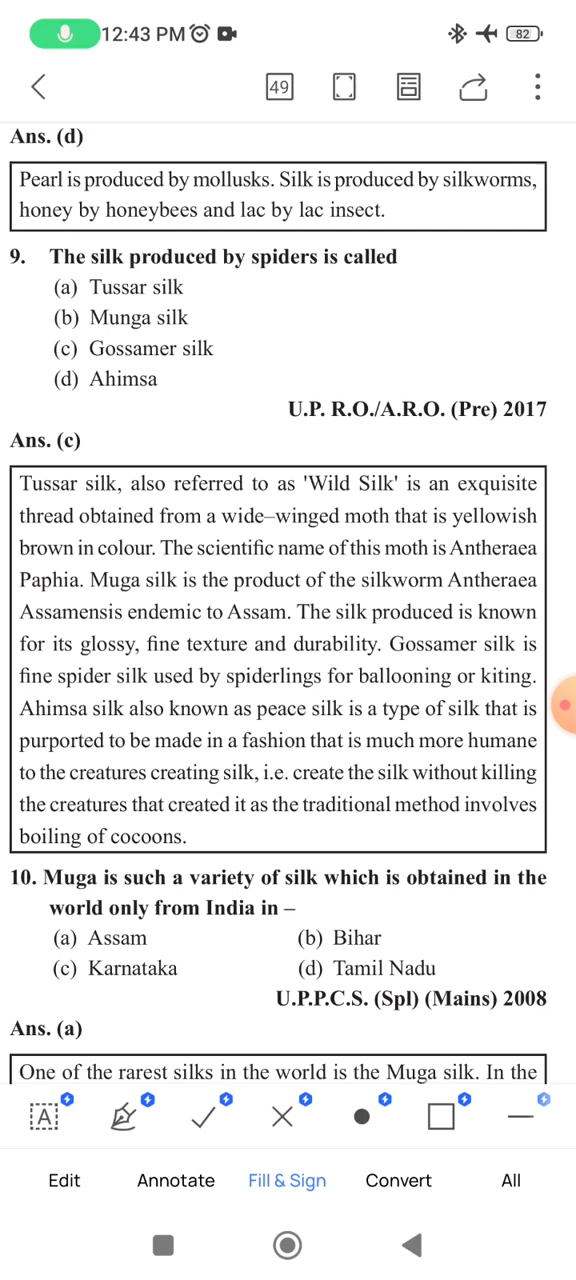 12:43 PM 82
49
Ans. (d)
Pearl is produced by mollusks. Silk is produced by silkworms,
honey by honeybees and lac by lac insect.
9. The silk produced by spiders is called
(a) Tussar silk
(b) Munga silk
(c) Gossamer silk
(d) Ahimsa
U.P. R.O./A.R.O. (Pre) 2017
Ans. (c)
Tussar silk, also referred to as 'Wild Silk' is an exquisite
thread obtained from a wide–winged moth that is yellowish
brown in colour. The scientific name of this moth is Antheraea
Paphia. Muga silk is the product of the silkworm Antheraea
Assamensis endemic to Assam. The silk produced is known
for its glossy, fine texture and durability. Gossamer silk is
fine spider silk used by spiderlings for ballooning or kiting.
Ahimsa silk also known as peace silk is a type of silk that is
purported to be made in a fashion that is much more humane
to the creatures creating silk, i.e. create the silk without killing
the creatures that created it as the traditional method involves
boiling of cocoons.
10. Muga is such a variety of silk which is obtained in the
world only from India in –
(a) Assam (b) Bihar
(c) Karnataka (d) Tamil Nadu
U.P.P.C.S. (Spl) (Mains) 2008
Ans. (a)
One of the rarest silks in the world is the Muga silk. In the
A
Edit Annotate Fill & Sign Convert All